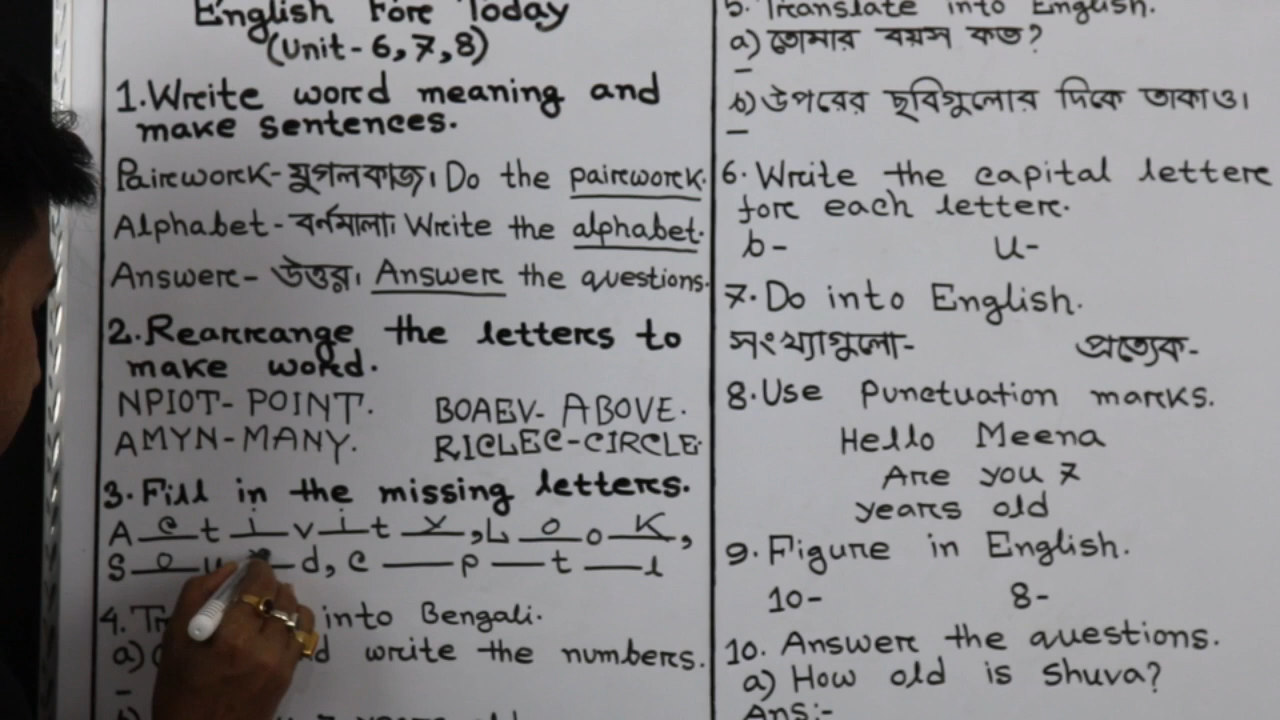 English For Today
(Unit-6,7,8)
1.Write word meaning and
make sentences.
Pairwork-যুগলকাজ। Do the pairwork.
Alphabet-বর্নমালা। Write the alphabet.
Answer-উত্তর। Answer the questions.
2.Rearrange the letters to
make word.
NPIOT-POINT. BOAEV-ABOVE.
AMYN-MANY. RICLEC-CIRCLE.
3.Fill in the missing letters.
A c t i v i t y, L o o K,
S o u d, C __ p __ t __ l
4. into Bengali.
a) write the numbers.
5. Translate into English.
a) তোমার বয়স কত?
b) উপরের ছবিগুলোর দিকে তাকাও।
6. Write the capital letter
for each letter.
b- u-
7. Do into English.
সংখ্যাগুলো- প্রত্যেক-
8. Use Punctuation marks.
Hello Meena
Are you 7
years old
9. Figure in English.
10- 8-
10. Answer the questions.
a) How old is Shuva?
Ans:-